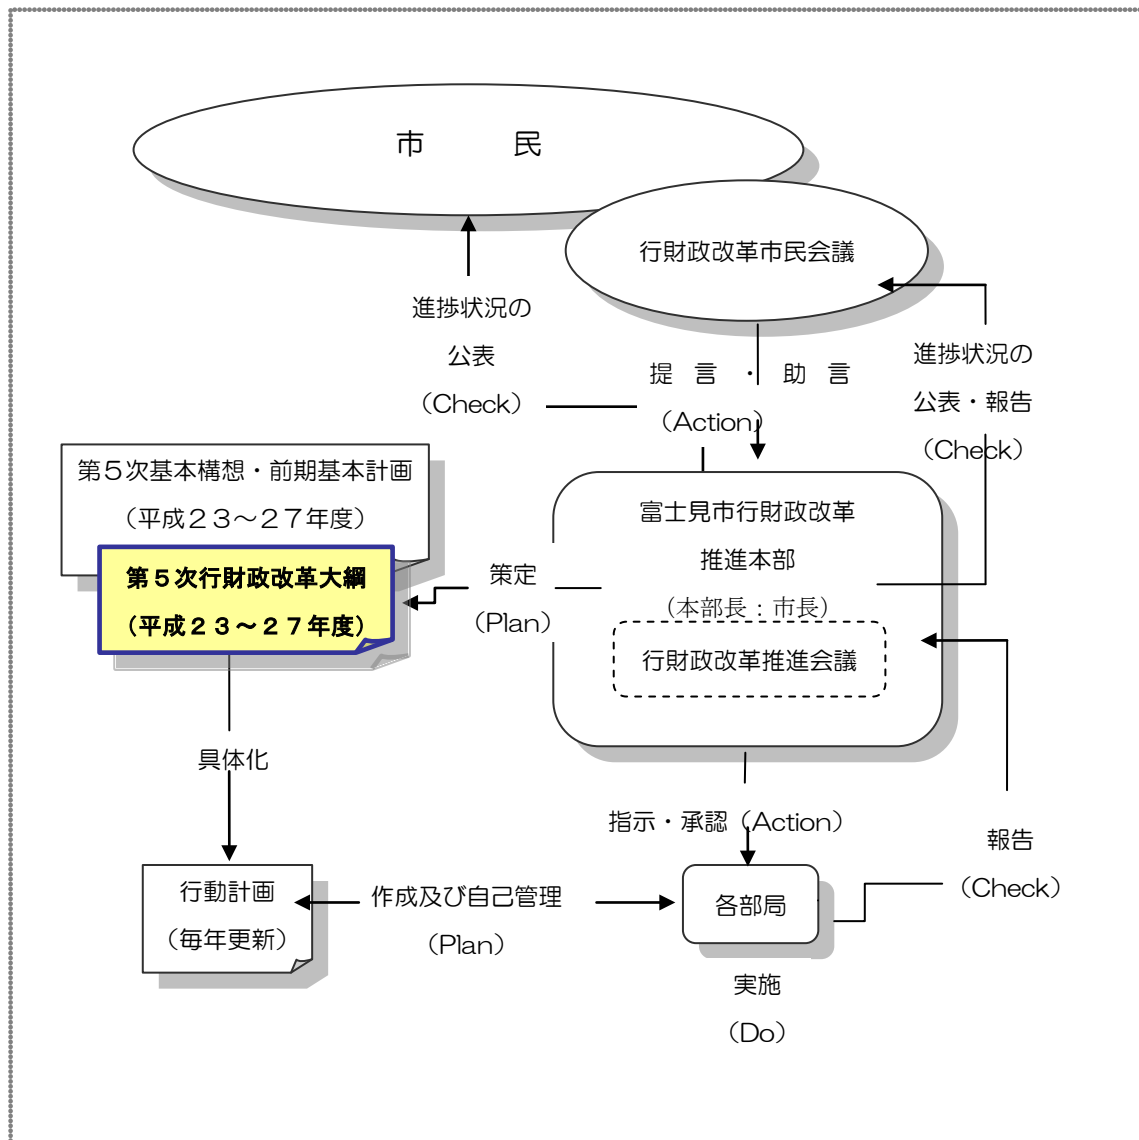 市　　民
行財政改革市民会議
進捗状況の
公表
（Check）
提　言　・　助　言
（Action）
進捗状況の
公表・報告
（Check）
第５次基本構想・前期基本計画
（平成２３～２７年度）
第５次行財政改革大綱
（平成２３～２７年度）
策定
（Plan）
富士見市行財政改革
推進本部
（本部長：市長）
行財政改革推進会議
具体化
指示・承認（Action）
報告
（Check）
行動計画
（毎年更新）
作成及び自己管理
（Plan）
各部局
実施
（Do）